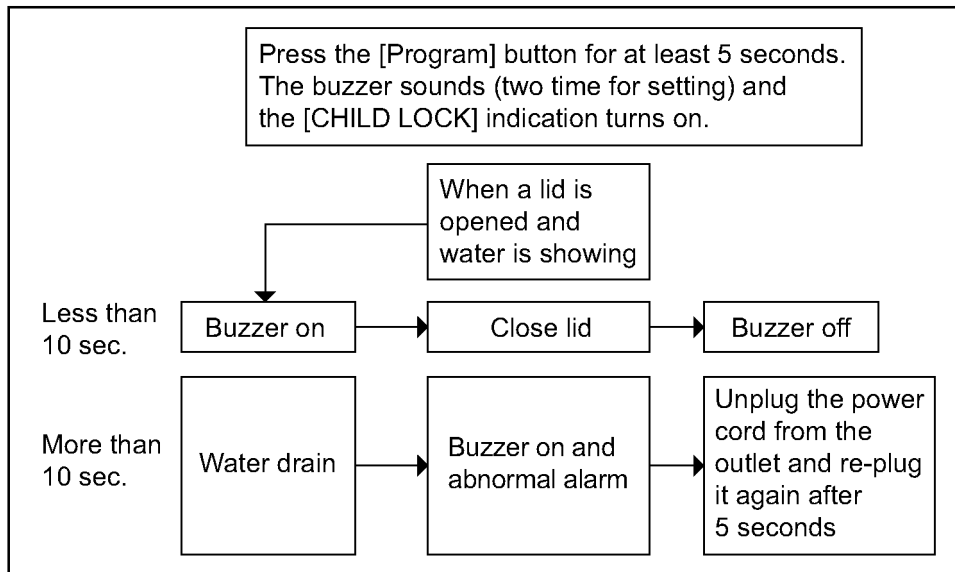 Press the [Program] button for at least 5 seconds.
The buzzer sounds (two time for setting) and
the [CHILD LOCK] indication turns on.
When a lid is
opened and
water is showing
Less than
10 sec.
Buzzer on
Close lid
Buzzer off
More than
10 sec.
Water drain
Buzzer on and
abnormal alarm
Unplug the power
cord from the
outlet and re-plug
it again after
5 seconds